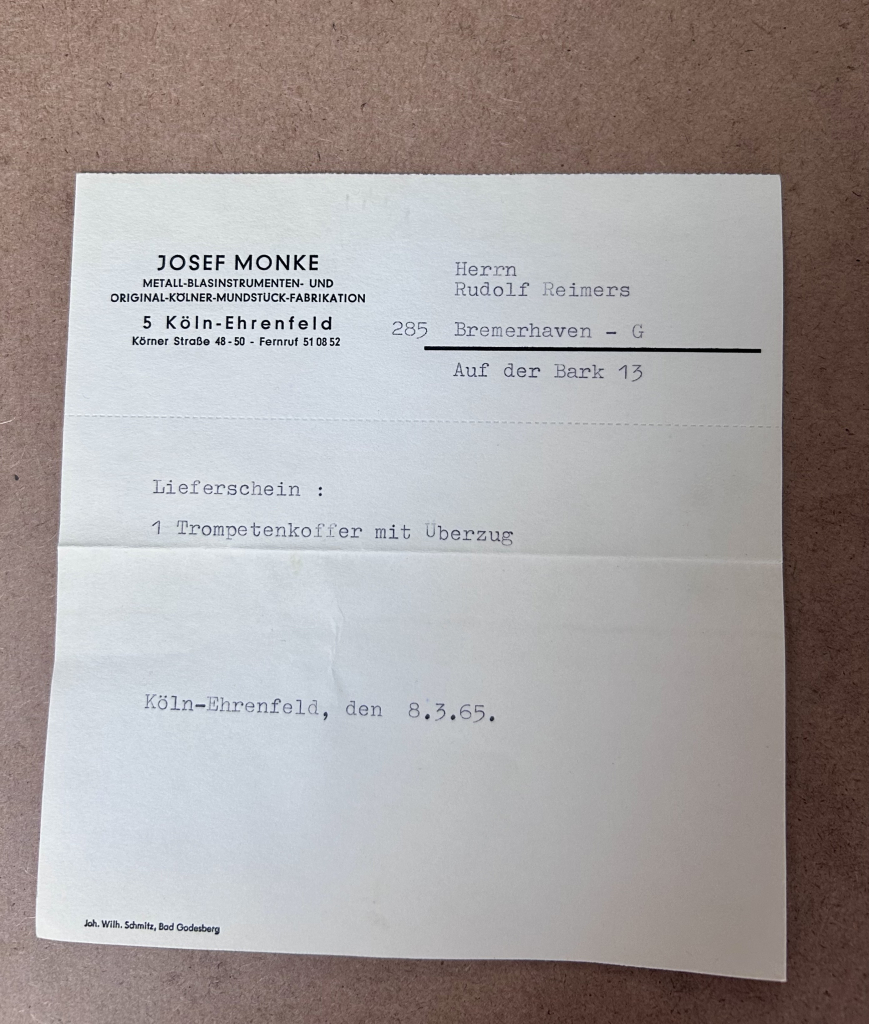 JOSEF MONKE
METALL-BLASINSTRUMENTEN- UND
ORIGINAL-KÖLNER-MUNDSTÜCK-FABRIKATION
5 Köln-Ehrenfeld
Körner Straße 48-50 - Fernruf 51 08 52
Herrn
Rudolf Reimers
285 Bremerhaven - G
Auf der Bark 13
Lieferschein :
1 Trompetenkoffer mit Überzug
Köln-Ehrenfeld, den 8.3.65.
Joh. Wilh. Schmitz, Bad Godesberg